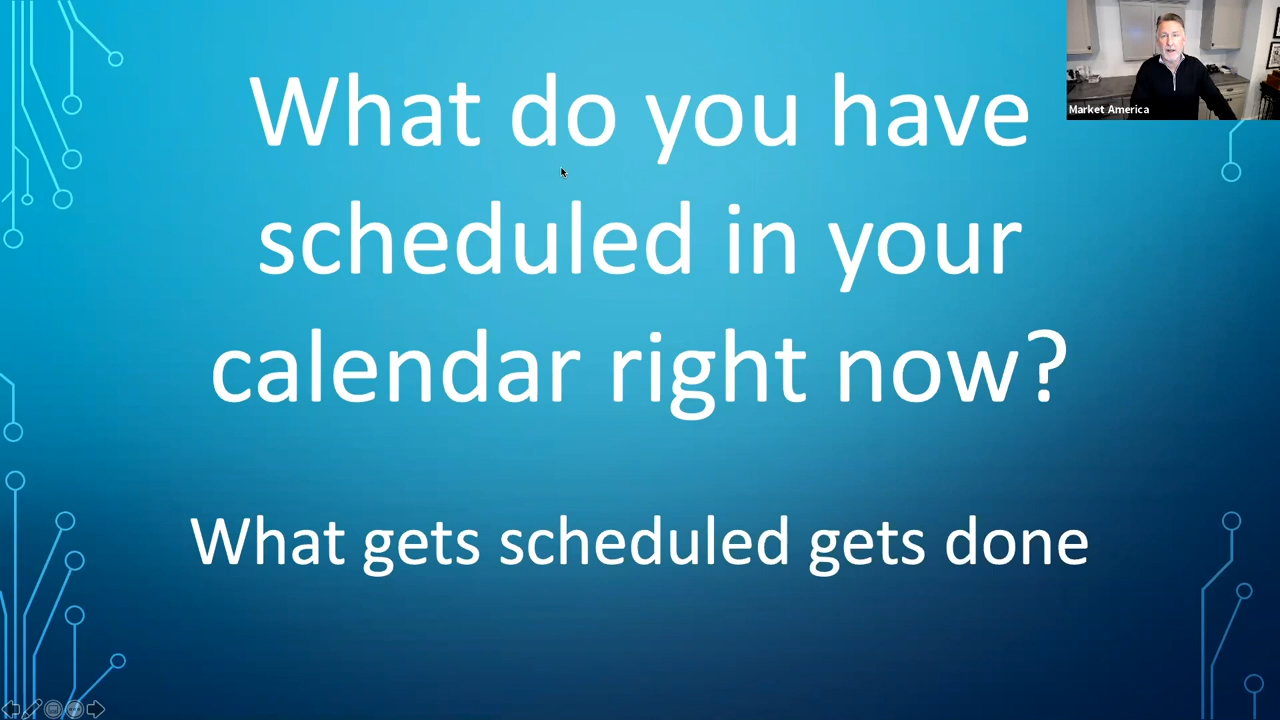 What do you have
scheduled in your
calendar right now?
What gets scheduled gets done
Market America